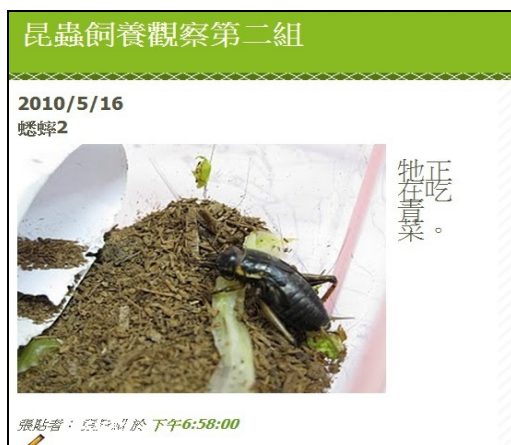 昆蟲飼養觀察第二組
2010/5/16
蟋蟀2
牠正
在吃
青
菜。
張貼者： 於 下午6:58:00